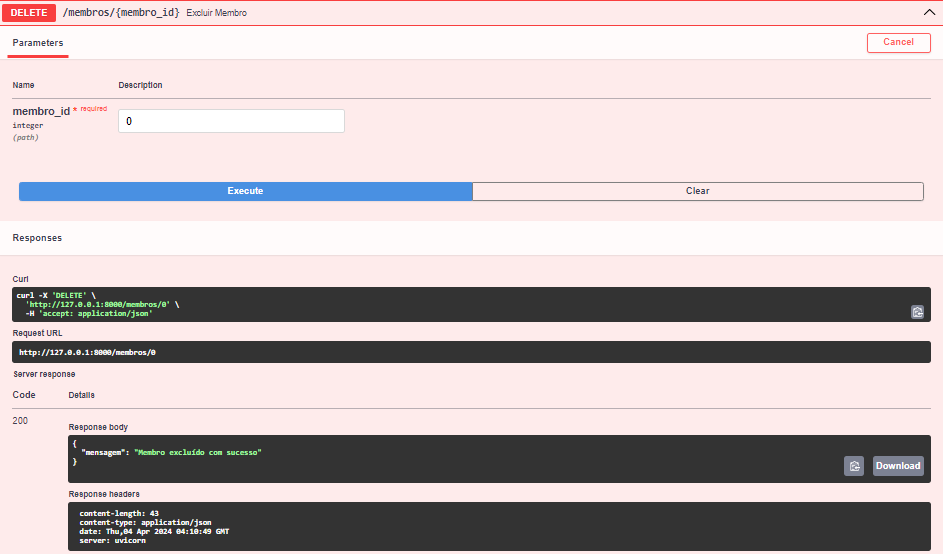 DELETE /membros/{membro_id} Excluir Membro
Parameters
Cancel
Name Description
membro_id * required
integer
(path)
0
Execute Clear
Responses
Curl
curl -X 'DELETE' \
'http://127.0.0.1:8000/membros/0' \
-H 'accept: application/json'
Request URL
http://127.0.0.1:8000/membros/0
Server response
Code Details
200
Response body
{
"mensagem": "Membro excluído com sucesso"
}
Download
Response headers
content-length: 43
content-type: application/json
date: Thu,04 Apr 2024 04:10:49 GMT
server: uvicorn